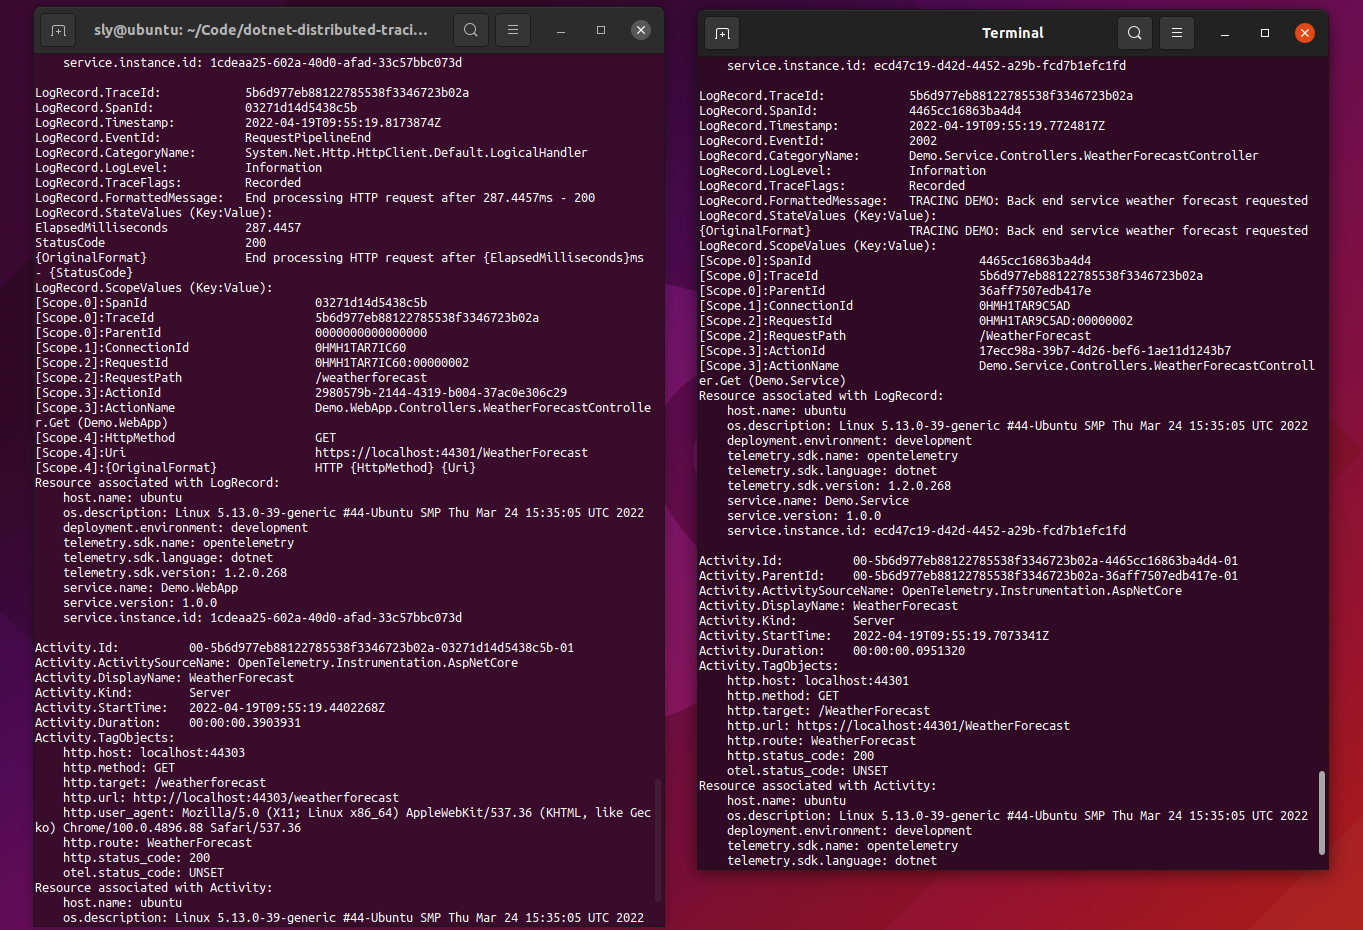 sly@ubuntu: ~/Code/dotnet-distributed-traci...
    service.instance.id: 1cdeaa25-602a-40d0-afad-33c57bbc073d
LogRecord.TraceId:            5b6d977eb88122785538f3346723b02a
LogRecord.SpanId:             03271d14d5438c5b
LogRecord.Timestamp:          2022-04-19T09:55:19.8173874Z
LogRecord.EventId:            RequestPipelineEnd
LogRecord.CategoryName:       System.Net.Http.HttpClient.Default.LogicalHandler
LogRecord.LogLevel:           Information
LogRecord.TraceFlags:         Recorded
LogRecord.FormattedMessage:   End processing HTTP request after 287.4457ms - 200
LogRecord.StateValues (Key:Value):
ElapsedMilliseconds           287.4457
StatusCode                    200
{OriginalFormat}              End processing HTTP request after {ElapsedMilliseconds}ms
- {StatusCode}
LogRecord.ScopeValues (Key:Value):
[Scope.0]:SpanId                        03271d14d5438c5b
[Scope.0]:TraceId                       5b6d977eb88122785538f3346723b02a
[Scope.0]:ParentId                      0000000000000000
[Scope.1]:ConnectionId                  0HMH1TAR7IC60
[Scope.2]:RequestId                     0HMH1TAR7IC60:00000002
[Scope.2]:RequestPath                   /weatherforecast
[Scope.3]:ActionId                      2980579b-2144-4319-b004-37ac0e306c29
[Scope.3]:ActionName                    Demo.WebApp.Controllers.WeatherForecastControlle
r.Get (Demo.WebApp)
[Scope.4]:HttpMethod                    GET
[Scope.4]:Uri                           https://localhost:44301/WeatherForecast
[Scope.4]:{OriginalFormat}              HTTP {HttpMethod} {Uri}
Resource associated with LogRecord:
    host.name: ubuntu
    os.description: Linux 5.13.0-39-generic #44-Ubuntu SMP Thu Mar 24 15:35:05 UTC 2022
    deployment.environment: development
    telemetry.sdk.name: opentelemetry
    telemetry.sdk.language: dotnet
    telemetry.sdk.version: 1.2.0.268
    service.name: Demo.WebApp
    service.version: 1.0.0
    service.instance.id: 1cdeaa25-602a-40d0-afad-33c57bbc073d
Activity.Id:          00-5b6d977eb88122785538f3346723b02a-03271d14d5438c5b-01
Activity.ActivitySourceName: OpenTelemetry.Instrumentation.AspNetCore
Activity.DisplayName: WeatherForecast
Activity.Kind:        Server
Activity.StartTime:   2022-04-19T09:55:19.4402268Z
Activity.Duration:    00:00:00.3903931
Activity.TagObjects:
    http.host: localhost:44303
    http.method: GET
    http.target: /weatherforecast
    http.url: http://localhost:44303/weatherforecast
    http.user_agent: Mozilla/5.0 (X11; Linux x86_64) AppleWebKit/537.36 (KHTML, like Gec
ko) Chrome/100.0.4896.88 Safari/537.36
    http.route: WeatherForecast
    http.status_code: 200
    otel.status_code: UNSET
Resource associated with Activity:
    host.name: ubuntu
    os.description: Linux 5.13.0-39-generic #44-Ubuntu SMP Thu Mar 24 15:35:05 UTC 2022
Terminal
    service.instance.id: ecd47c19-d42d-4452-a29b-fcd7b1efc1fd
LogRecord.TraceId:            5b6d977eb88122785538f3346723b02a
LogRecord.SpanId:             4465cc16863ba4d4
LogRecord.Timestamp:          2022-04-19T09:55:19.7724817Z
LogRecord.EventId:            2002
LogRecord.CategoryName:       Demo.Service.Controllers.WeatherForecastController
LogRecord.LogLevel:           Information
LogRecord.TraceFlags:         Recorded
LogRecord.FormattedMessage:   TRACING DEMO: Back end service weather forecast requested
LogRecord.StateValues (Key:Value):
{OriginalFormat}              TRACING DEMO: Back end service weather forecast requested
LogRecord.ScopeValues (Key:Value):
[Scope.0]:SpanId                        4465cc16863ba4d4
[Scope.0]:TraceId                       5b6d977eb88122785538f3346723b02a
[Scope.0]:ParentId                      36aff7507edb417e
[Scope.1]:ConnectionId                  0HMH1TAR9C5AD
[Scope.2]:RequestId                     0HMH1TAR9C5AD:00000002
[Scope.2]:RequestPath                   /WeatherForecast
[Scope.3]:ActionId                      17ecc98a-39b7-4d26-bef6-1ae11d1243b7
[Scope.3]:ActionName                    Demo.Service.Controllers.WeatherForecastControll
er.Get (Demo.Service)
Resource associated with LogRecord:
    host.name: ubuntu
    os.description: Linux 5.13.0-39-generic #44-Ubuntu SMP Thu Mar 24 15:35:05 UTC 2022
    deployment.environment: development
    telemetry.sdk.name: opentelemetry
    telemetry.sdk.language: dotnet
    telemetry.sdk.version: 1.2.0.268
    service.name: Demo.Service
    service.version: 1.0.0
    service.instance.id: ecd47c19-d42d-4452-a29b-fcd7b1efc1fd
Activity.Id:          00-5b6d977eb88122785538f3346723b02a-4465cc16863ba4d4-01
Activity.ParentId:    00-5b6d977eb88122785538f3346723b02a-36aff7507edb417e-01
Activity.ActivitySourceName: OpenTelemetry.Instrumentation.AspNetCore
Activity.DisplayName: WeatherForecast
Activity.Kind:        Server
Activity.StartTime:   2022-04-19T09:55:19.7073341Z
Activity.Duration:    00:00:00.0951320
Activity.TagObjects:
    http.host: localhost:44301
    http.method: GET
    http.target: /WeatherForecast
    http.url: https://localhost:44301/WeatherForecast
    http.route: WeatherForecast
    http.status_code: 200
    otel.status_code: UNSET
Resource associated with Activity:
    host.name: ubuntu
    os.description: Linux 5.13.0-39-generic #44-Ubuntu SMP Thu Mar 24 15:35:05 UTC 2022
    deployment.environment: development
    telemetry.sdk.name: opentelemetry
    telemetry.sdk.language: dotnet